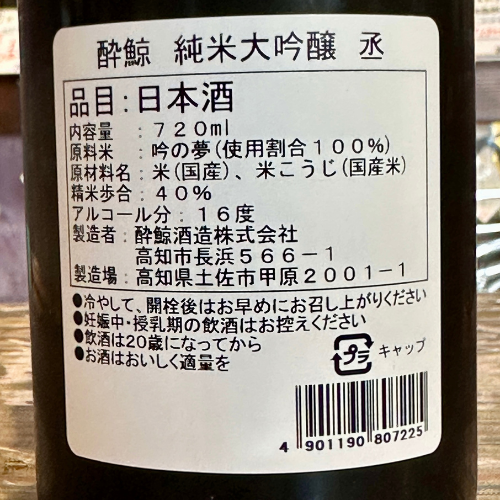 酔鯨 純米大吟醸 丞
品目:日本酒
内容量 :720ml
原料米 :吟の夢(使用割合100%)
原材料名:米(国産)、米こうじ(国産米)
精米歩合:40%
アルコール分:16度
製造者:酔鯨酒造株式会社
高知市長浜566-1
製造場:高知県土佐市甲原2001-1
●冷やして、開栓後はお早めにお召し上がりください
●妊娠中・授乳期の飲酒はお控えください
●飲酒は20歳になってから
●お酒はおいしく適量を
プラ キャップ
4 901190 807225